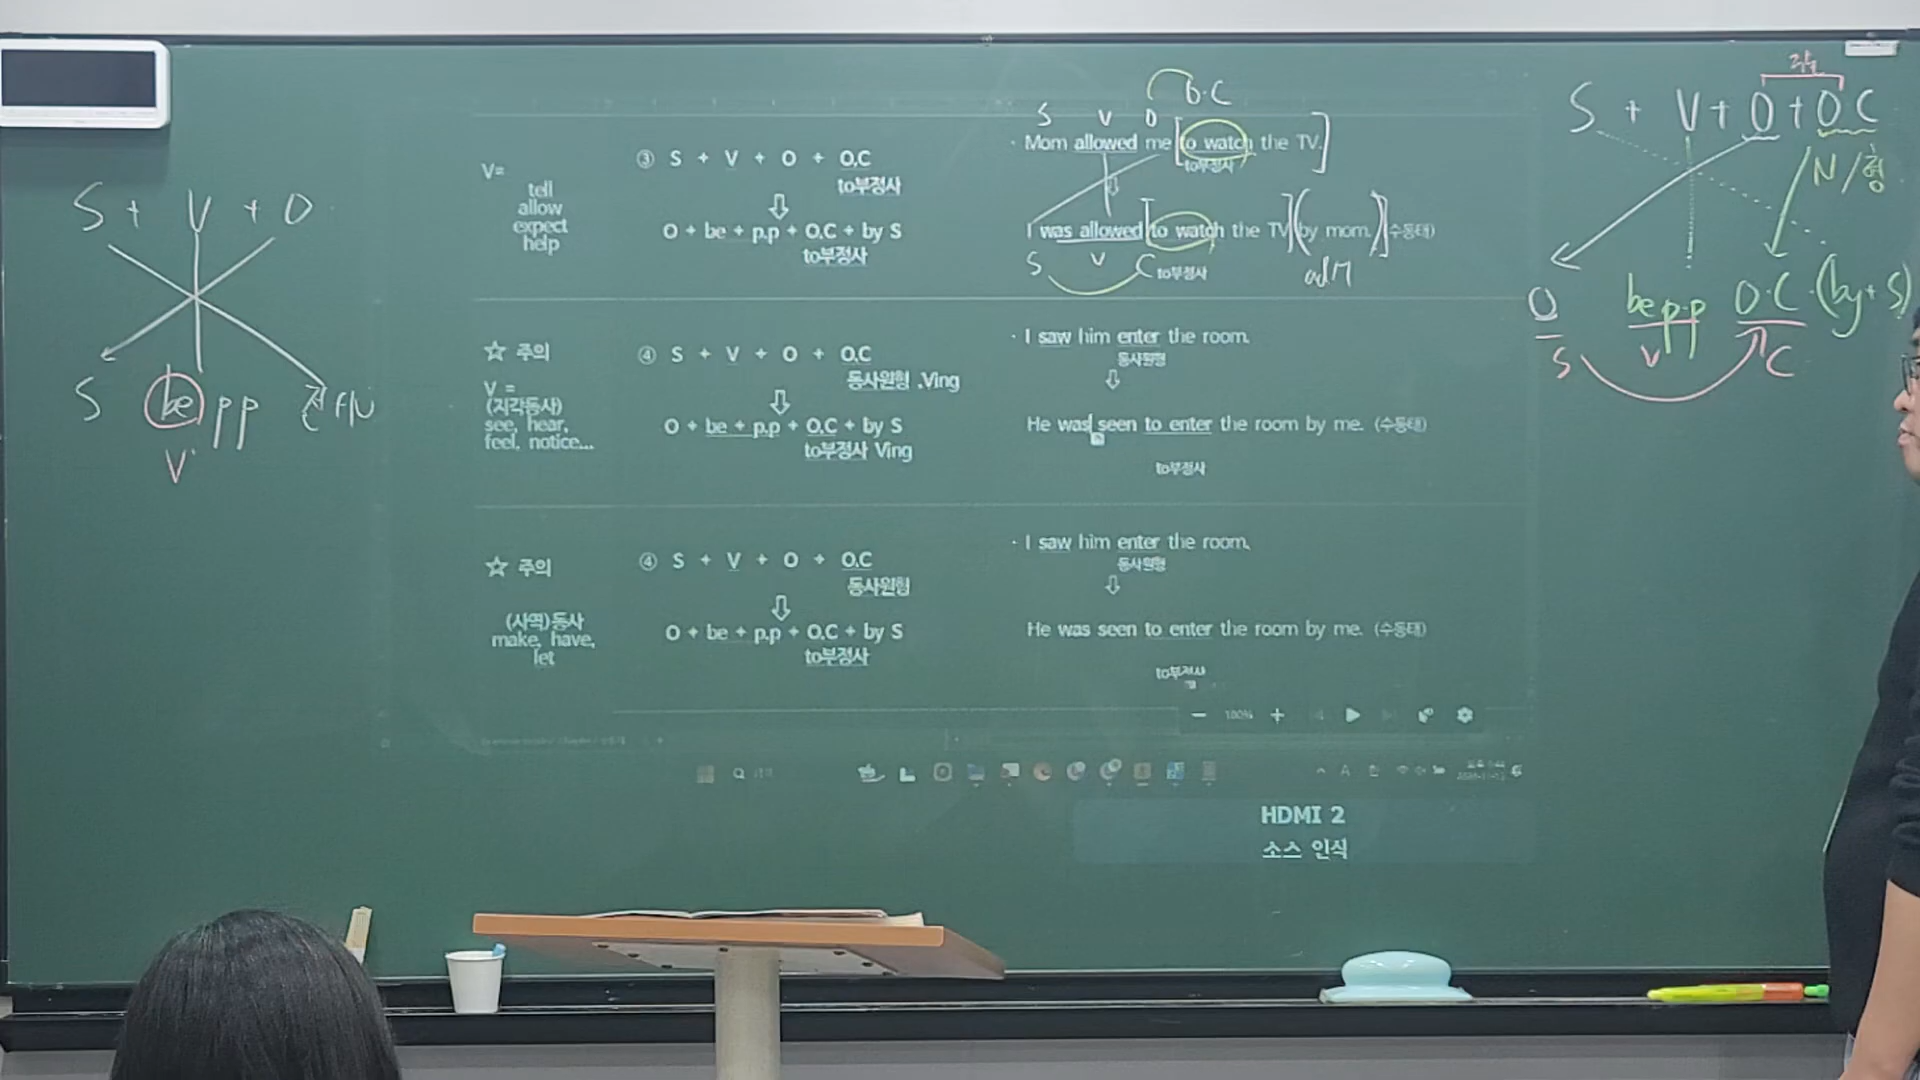 S + V + O
S be pp 전 N
V
V=
tell
allow
expect
help
③ S + V + O + O.C
to부정사
O + be + p.p + O.C + by S
to부정사
O.C
S V O
· Mom allowed me [to watch the TV.]
to부정사
I was allowed [to watch the TV] (by mom.) (수동태)
S V C to부정사 adM
☆ 주의
V =
(지각동사)
see, hear,
feel, notice...
④ S + V + O + O.C
동사원형 .Ving
O + be + p.p + O.C + by S
to부정사 Ving
· I saw him enter the room.
동사원형
He was seen to enter the room by me. (수동태)
to부정사
☆ 주의
(사역)동사
make, have,
let
④ S + V + O + O.C
동사원형
O + be + p.p + O.C + by S
to부정사
· I saw him enter the room.
동사원형
He was seen to enter the room by me. (수동태)
to부정사
100%
HDMI 2
소스 인식
S + V + O + O C
N / 형
O be p.p O.C (by + S)
S V C